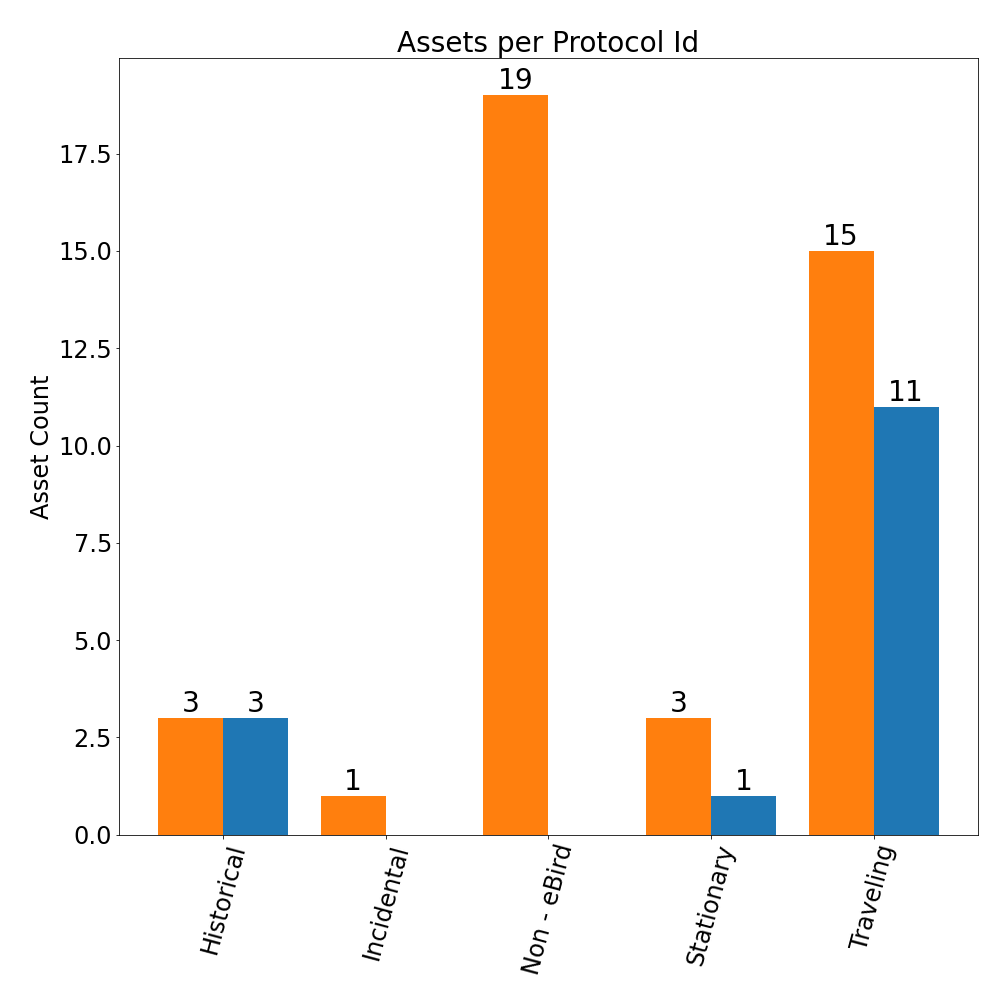 Assets per Protocol Id
19
17.5
15
15.0
12.5
11
10.0
Asset Count
7.5
5.0
3 3 3
2.5
1 1
0.0
Historical
Incidental
Non - eBird
Stationary
Traveling